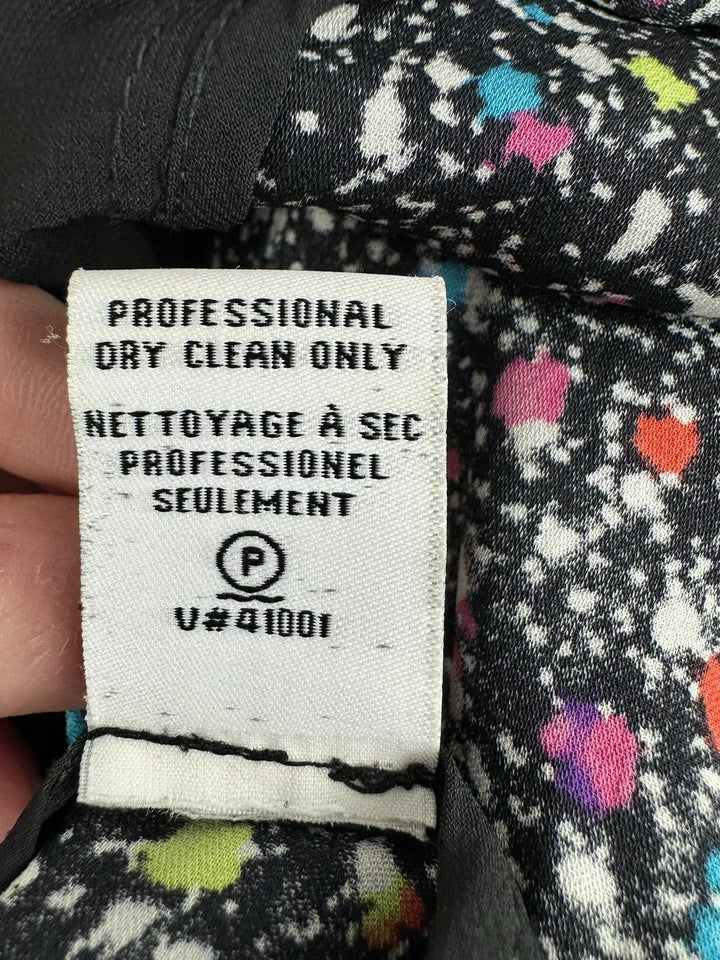 PROFESSIONAL
DRY CLEAN ONLY
NETTOYAGE À SEC
PROFESSIONEL
SEULEMENT
P
V#41001